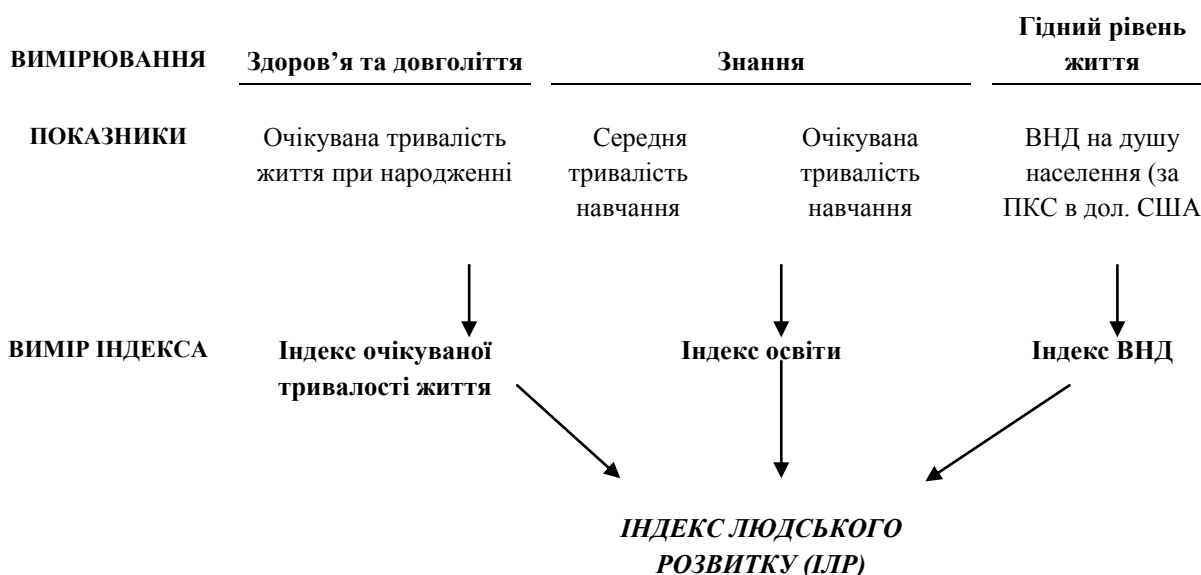 ВИМІРЮВАННЯ
Здоров’я та довголіття
Знання
Гідний рівень
життя
ПОКАЗНИКИ
Очікувана тривалість
життя при народженні
Середня
тривалість
навчання
Очікувана
тривалість
навчання
ВНД на душу
населення (за
ПКС в дол. США
ВИМІР ІНДЕКСА
Індекс очікуваної
тривалості життя
Індекс освіти
Індекс ВНД
ІНДЕКС ЛЮДСЬКОГО
РОЗВИТКУ (ІЛР)